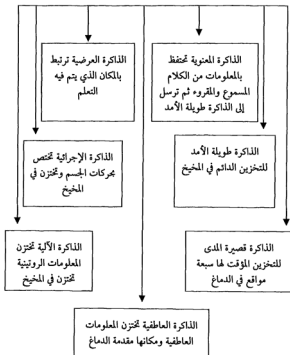 الذاكرة المعنوية تحتفظ
بالمعلومات من الكلام
المسموع والمقروء ثم ترسل
إلى الذاكرة طويلة الأمد
الذاكرة العرضية ترتبط
بالمكان الذي يتم فيه
التعلم
الذاكرة طويلة الأمد
للتخزين الدائم في المخيخ
الذاكرة الإجرائية تختص
بحركات الجسم وتختزن في
المخيخ
الذاكرة قصيرة المدى
للتخزين المؤقت لها سبعة
مواقع في الدماغ
الذاكرة الآلية تختزن
المعلومات الروتينية
تختزن في المخيخ
الذاكرة العاطفية تختزن المعلومات
العاطفية ومكانها مقدمة الدماغ